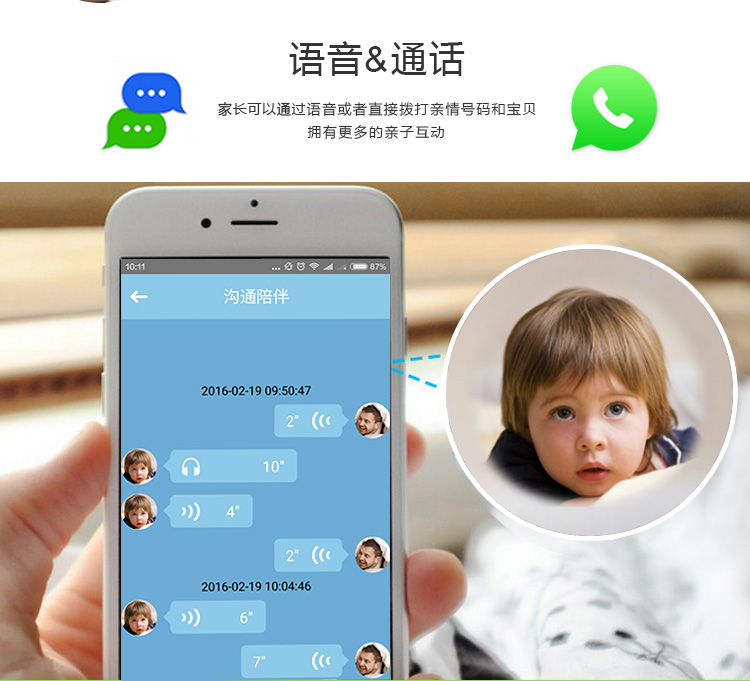 语音&通话
家长可以通过语音或者直接拨打亲情号码和宝贝
拥有更多的亲子互动
10:11
87%
沟通陪伴
2016-02-19 09:50:47
2"
10"
4"
2"
2016-02-19 10:04:46
6"
7"